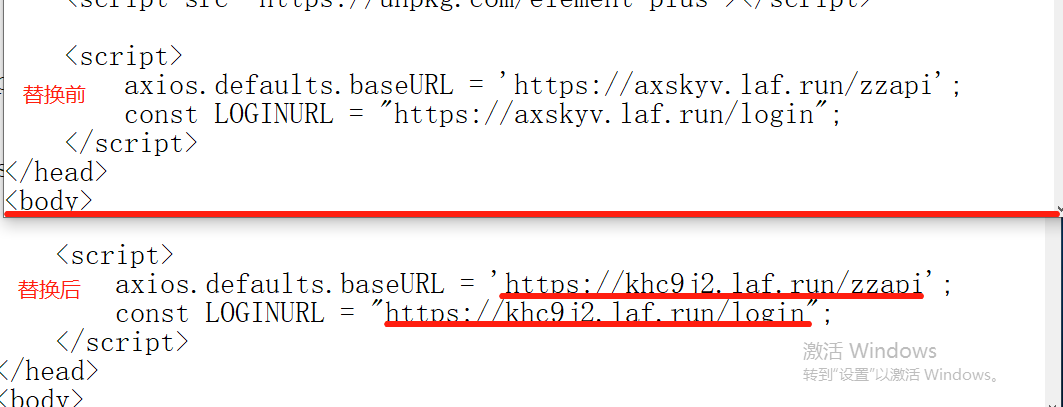 <script src="https://unpkg.com/element-plus"></script>
<script>
替换前
axios.defaults.baseURL = 'https://axskyv.laf.run/zzapi';
const LOGINURL = "https://axskyv.laf.run/login";
</script>
</head>
<body>
<script>
替换后
axios.defaults.baseURL = 'https://khc9j2.laf.run/zzapi';
const LOGINURL = "https://khc9j2.laf.run/login";
</script>
</head>
<body>
激活 Windows
转到“设置”以激活 Windows。